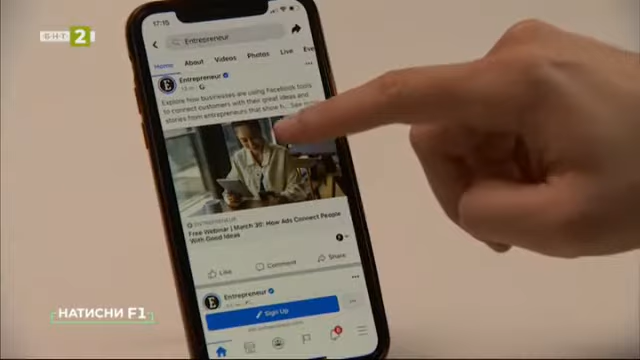 БНТ 2
17:15
Entrepreneur
Home About Videos Photos Live Eve
Entrepreneur
Explore how businesses are using Facebook tools
to connect customers with their great ideas and
stories from entrepreneurs that show h... See
ENTREPRENEUR
Free Webinar | March 30: How Ads Connect People
With Good Ideas
Like Comment Share
Entrepreneur
Sign Up
НАТИСНИ F1